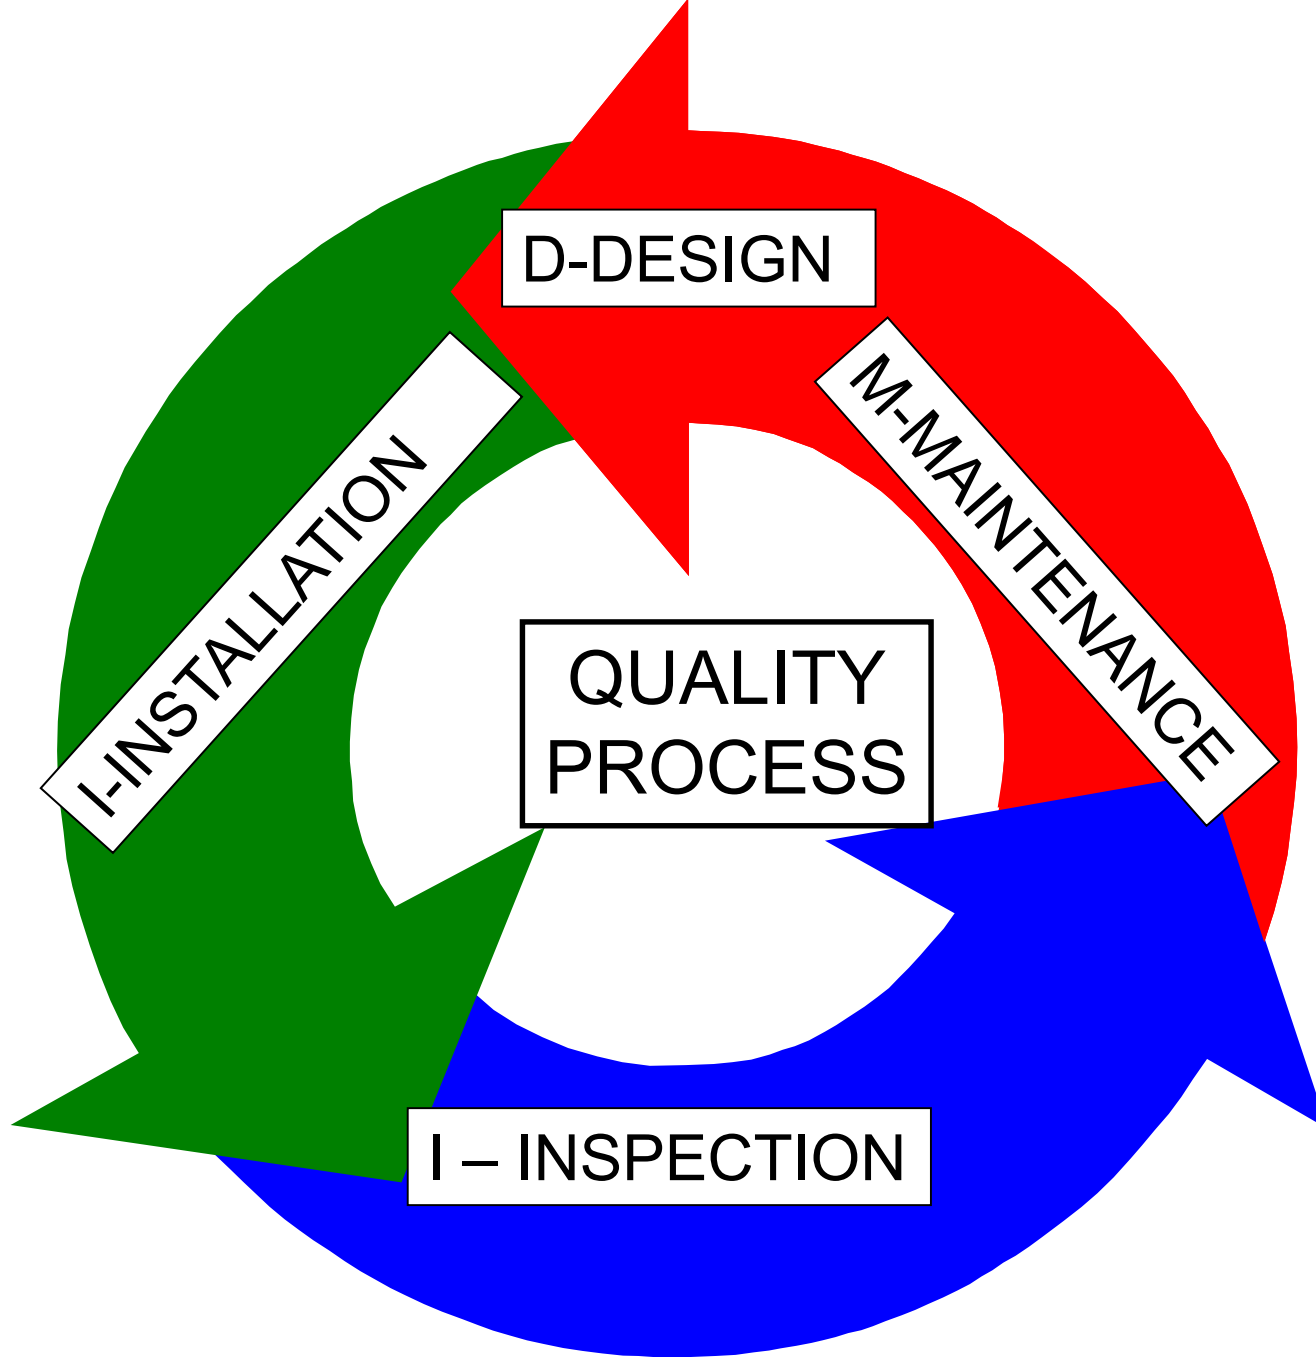 D-DESIGN
M-MAINTENANCE
I-INSTALLATION
QUALITY
PROCESS
I – INSPECTION